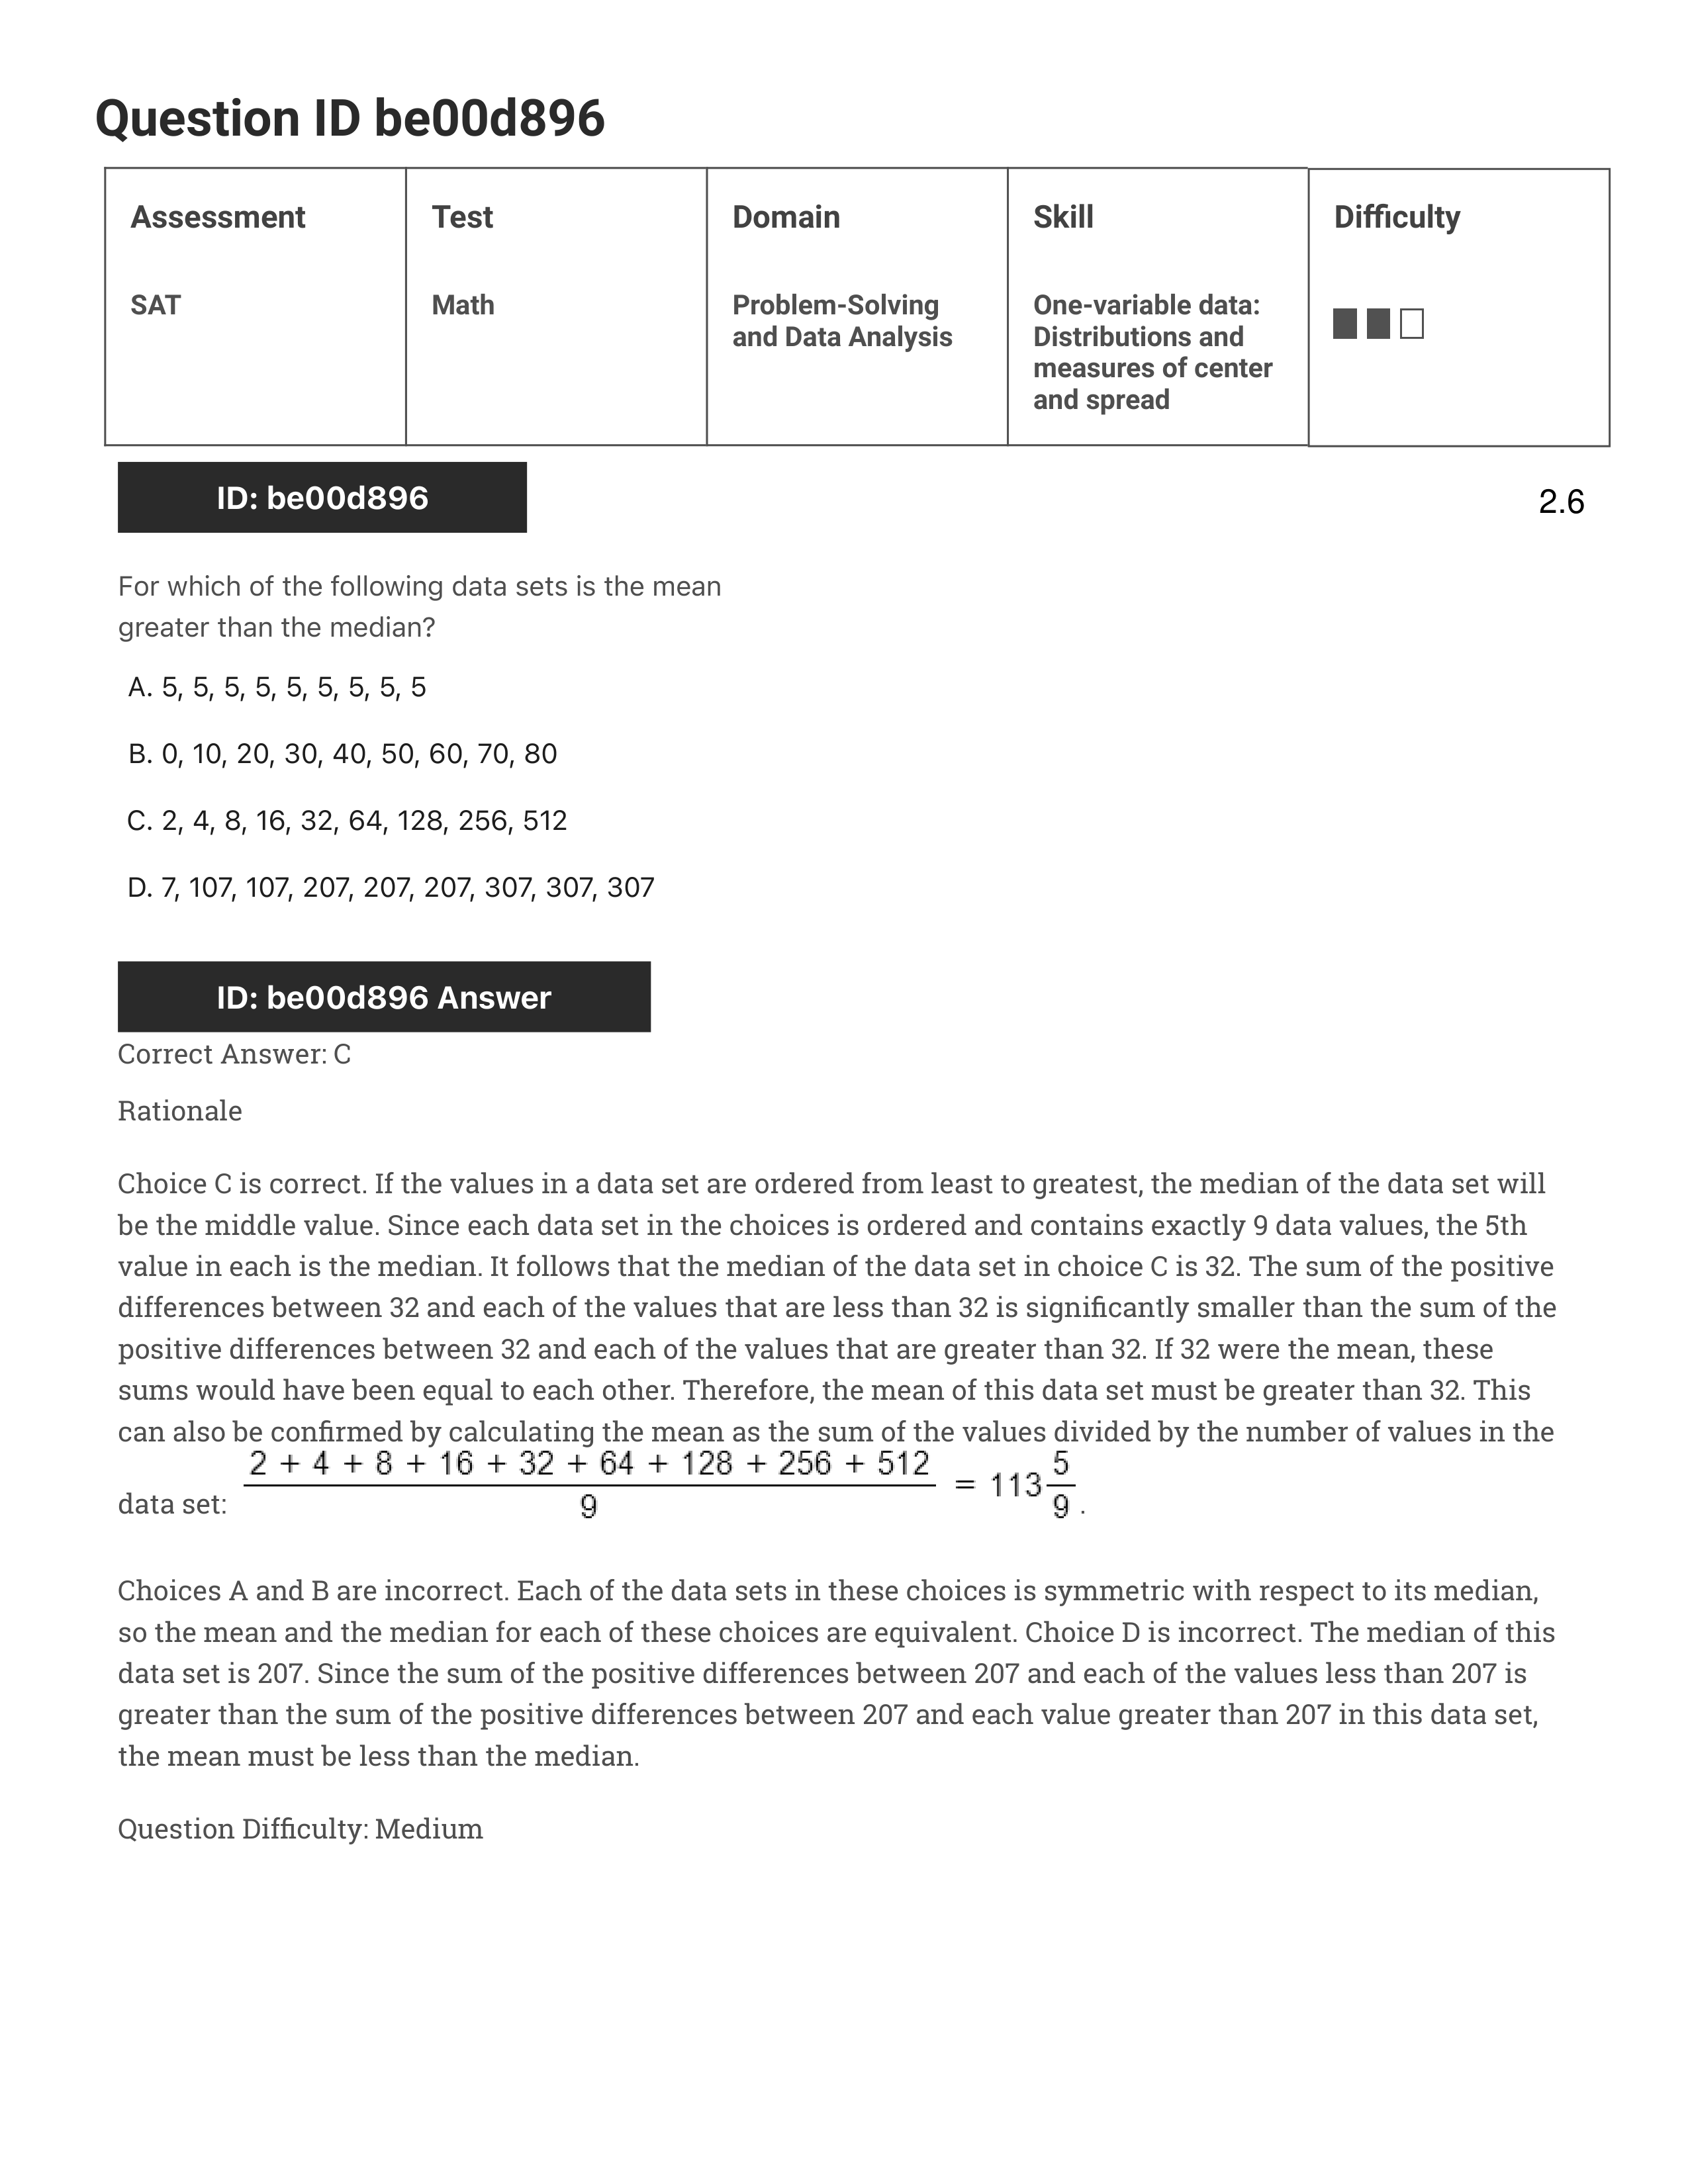 Question ID be00d896
Assessment
Test
Domain
Skill
Difficulty
SAT
Math
Problem-Solving
and Data Analysis
One-variable data:
Distributions and
measures of center
and spread
ID: be00d896
2.6
For which of the following data sets is the mean
greater than the median?
A. 5, 5, 5, 5, 5, 5, 5, 5, 5
B. 0, 10, 20, 30, 40, 50, 60, 70, 80
C. 2, 4, 8, 16, 32, 64, 128, 256, 512
D. 7, 107, 107, 207, 207, 207, 307, 307, 307
ID: be00d896 Answer
Correct Answer: C
Rationale
Choice C is correct. If the values in a data set are ordered from least to greatest, the median of the data set will
be the middle value. Since each data set in the choices is ordered and contains exactly 9 data values, the 5th
value in each is the median. It follows that the median of the data set in choice C is 32. The sum of the positive
differences between 32 and each of the values that are less than 32 is significantly smaller than the sum of the
positive differences between 32 and each of the values that are greater than 32. If 32 were the mean, these
sums would have been equal to each other. Therefore, the mean of this data set must be greater than 32. This
can also be confirmed by calculating the mean as the sum of the values divided by the number of values in the
data set: 2 + 4 + 8 + 16 + 32 + 64 + 128 + 256 + 512 / 9 = 113 5/9 .
Choices A and B are incorrect. Each of the data sets in these choices is symmetric with respect to its median,
so the mean and the median for each of these choices are equivalent. Choice D is incorrect. The median of this
data set is 207. Since the sum of the positive differences between 207 and each of the values less than 207 is
greater than the sum of the positive differences between 207 and each value greater than 207 in this data set,
the mean must be less than the median.
Question Difficulty: Medium